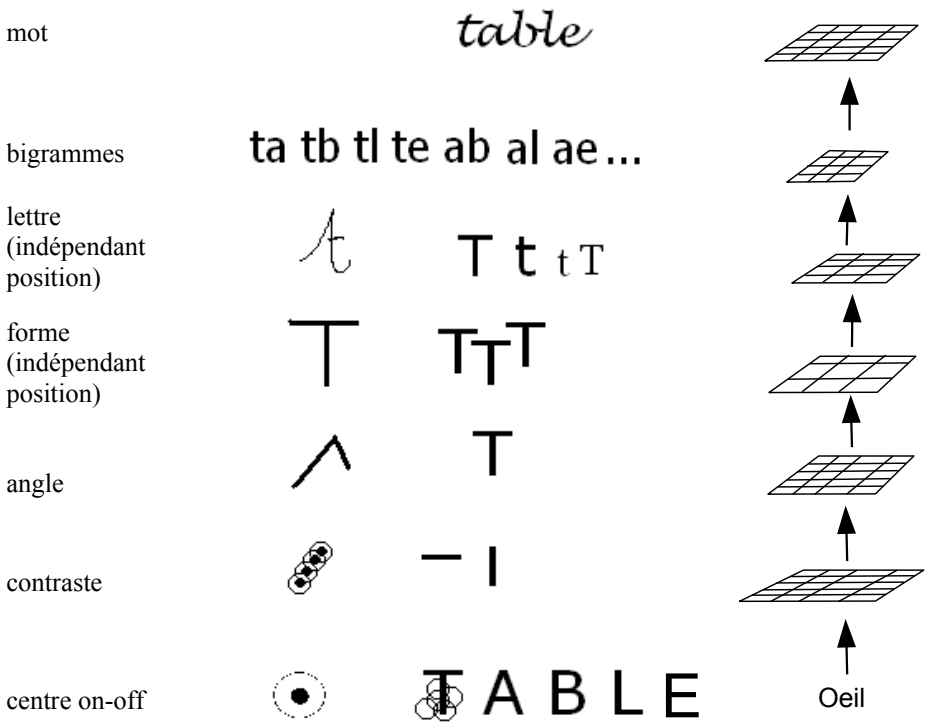 mot table
bigrammes ta tb tl te ab al ae...
lettre
(indépendant
position)
t T t t T
forme
(indépendant
position)
T T T T
angle T
contraste
centre on-off TABLE Oeil